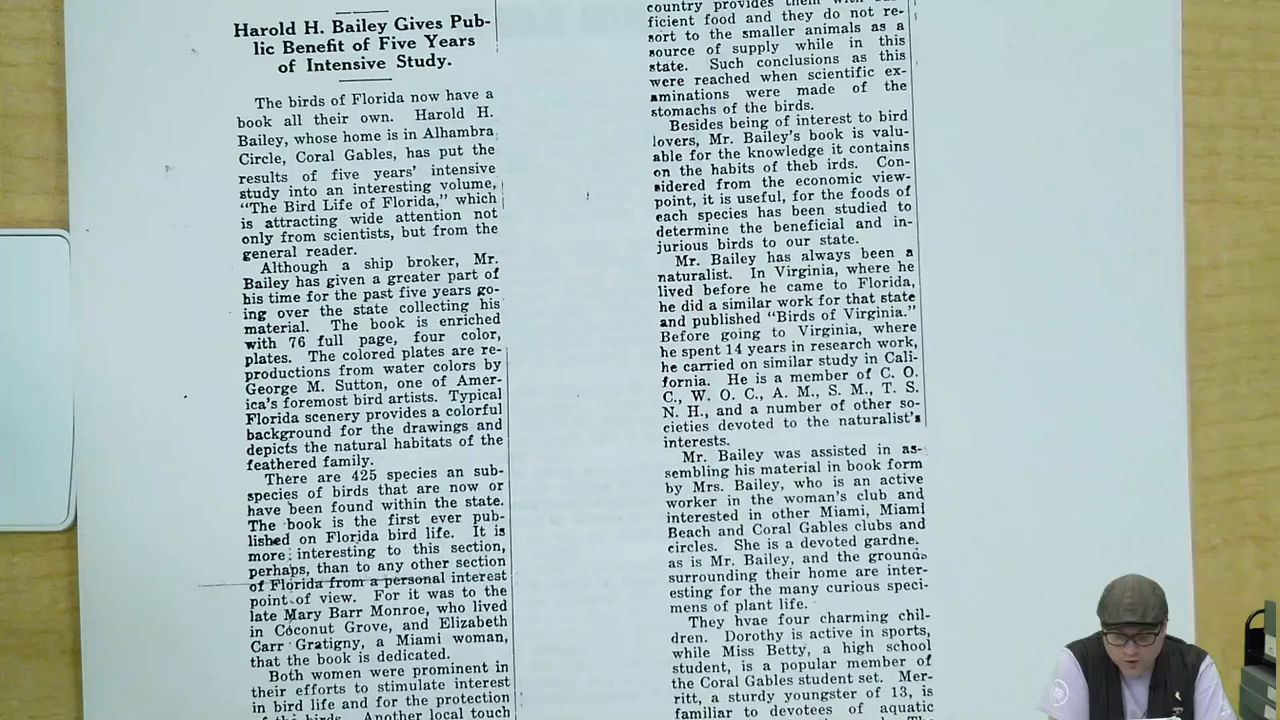 Harold H. Bailey Gives Pub-
lic Benefit of Five Years
of Intensive Study.
The birds of Florida now have a
book all their own. Harold H.
Bailey, whose home is in Alhambra
Circle, Coral Gables, has put the
results of five years' intensive
study into an interesting volume,
"The Bird Life of Florida," which
is attracting wide attention not
only from scientists, but from the
general reader.
Although a ship broker, Mr.
Bailey has given a greater part of
his time for the past five years go-
ing over the state collecting his
material. The book is enriched
with 76 full page, four color,
plates. The colored plates are re-
productions from water colors by
George M. Sutton, one of Amer-
ica's foremost bird artists. Typical
Florida scenery provides a colorful
background for the drawings and
depicts the natural habitats of the
feathered family.
There are 425 species an sub-
species of birds that are now or
have been found within the state.
The book is the first ever pub-
lished on Florida bird life. It is
more interesting to this section,
perhaps, than to any other section
of Florida from a personal interest
point of view. For it was to the
late Mary Barr Monroe, who lived
in Coconut Grove, and Elizabeth
Carr Gratigny, a Miami woman,
that the book is dedicated.
Both women were prominent in
their efforts to stimulate interest
in bird life and for the protection
of the birds. Another local touch
country provides them with suf-
ficient food and they do not re-
sort to the smaller animals as a
source of supply while in this
state. Such conclusions as this
were reached when scientific ex-
aminations were made of the
stomachs of the birds.
Besides being of interest to bird
lovers, Mr. Bailey's book is valu-
able for the knowledge it contains
on the habits of theb irds. Con-
sidered from the economic view-
point, it is useful, for the foods of
each species has been studied to
determine the beneficial and in-
jurious birds to our state.
Mr. Bailey has always been a
naturalist. In Virginia, where he
lived before he came to Florida,
he did a similar work for that state
and published "Birds of Virginia."
Before going to Virginia, where
he spent 14 years in research work,
he carried on similar study in Cali-
fornia. He is a member of C. O.
C., W. O. C., A. M., S. M., T. S.
N. H., and a number of other so-
cieties devoted to the naturalist's
interests.
Mr. Bailey was assisted in as-
sembling his material in book form
by Mrs. Bailey, who is an active
worker in the woman's club and
interested in other Miami, Miami
Beach and Coral Gables clubs and
circles. She is a devoted gardne.
as is Mr. Bailey, and the grounds
surrounding their home are inter-
esting for the many curious speci-
mens of plant life.
They hvae four charming chil-
dren. Dorothy is active in sports,
while Miss Betty, a high school
student, is a popular member of
the Coral Gables student set. Mer-
ritt, a sturdy youngster of 13, is
familiar to devotees of aquatic